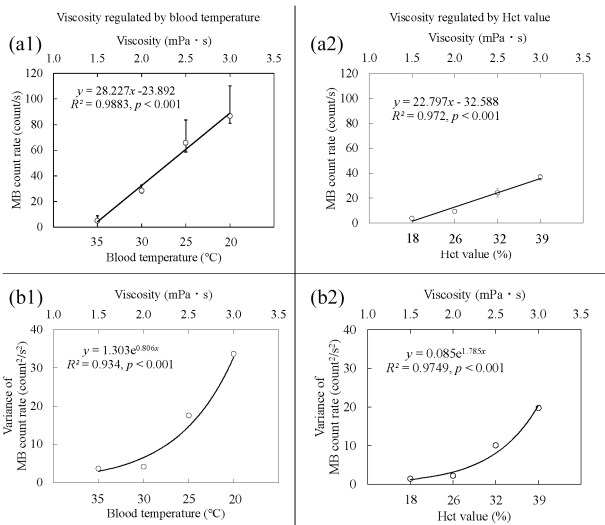 Viscosity regulated by blood temperature
Viscosity regulated by Hct value
(a1)
Viscosity (mPa・s)
1.0 1.5 2.0 2.5 3.0 3.5
MB count rate (count/s)
120
100
80
60
40
20
0
y = 28.227x -23.892
R² = 0.9883, p < 0.001
35 30 25 20
Blood temperature (℃)
(a2)
Viscosity (mPa・s)
1.0 1.5 2.0 2.5 3.0 3.5
MB count rate (count/s)
120
100
80
60
40
20
0
y = 22.797x - 32.588
R² = 0.972, p < 0.001
18 26 32 39
Hct value (%)
(b1)
Viscosity (mPa・s)
1.0 1.5 2.0 2.5 3.0 3.5
Variance of
MB count rate (count²/s²)
40
30
20
10
0
y = 1.303e^0.806x
R² = 0.934, p < 0.001
35 30 25 20
Blood temperature (℃)
(b2)
Viscosity (mPa・s)
1.0 1.5 2.0 2.5 3.0 3.5
Variance of
MB count rate (count²/s²)
40
30
20
10
0
y = 0.085e^1.785x
R² = 0.9749, p < 0.001
18 26 32 39
Hct value (%)